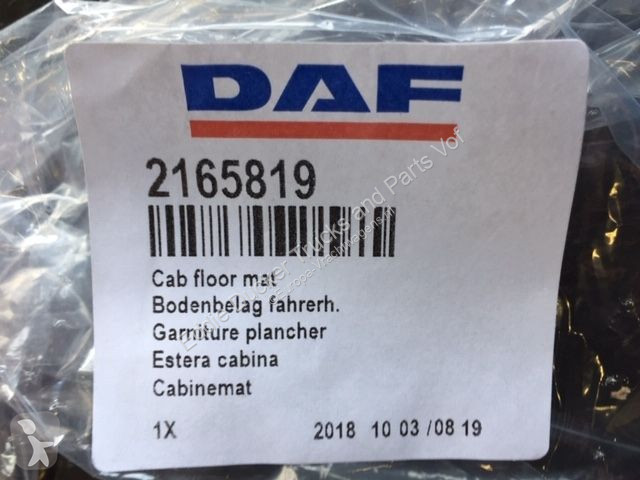 DAF
2165819
Cab floor mat
Bodenbelag fahrerh.
Garniture plancher
Estera cabina
Cabinemat
1X 2018 10 03 /08 19